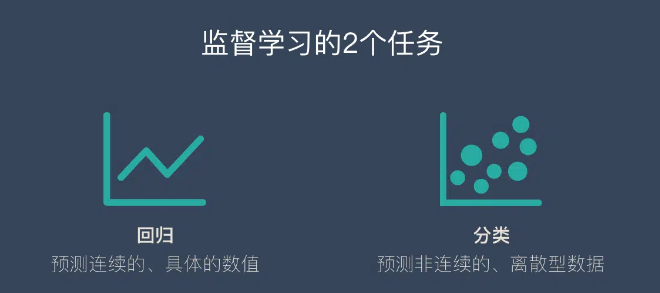 监督学习的2个任务
回归
预测连续的、具体的数值
分类
预测非连续的、离散型数据